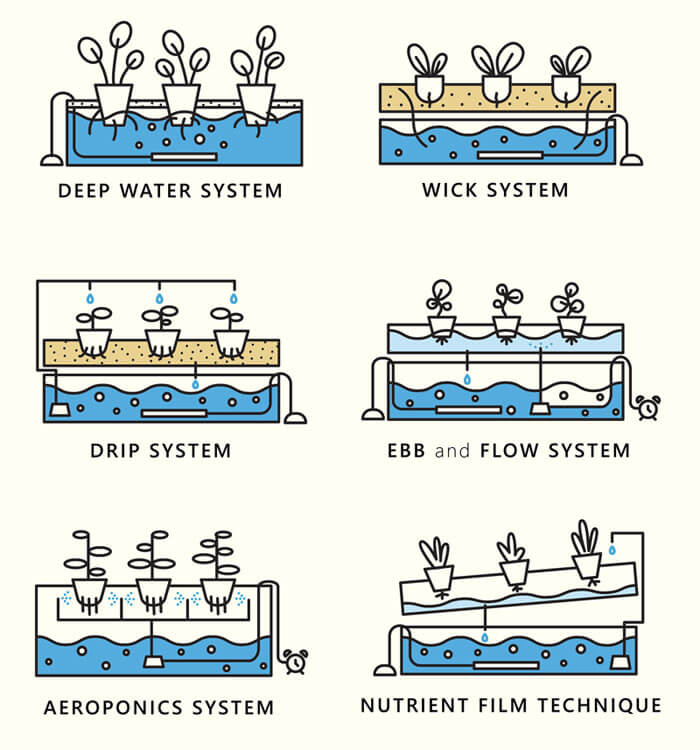 DEEP WATER SYSTEM
WICK SYSTEM
DRIP SYSTEM
EBB and FLOW SYSTEM
AEROPONICS SYSTEM
NUTRIENT FILM TECHNIQUE